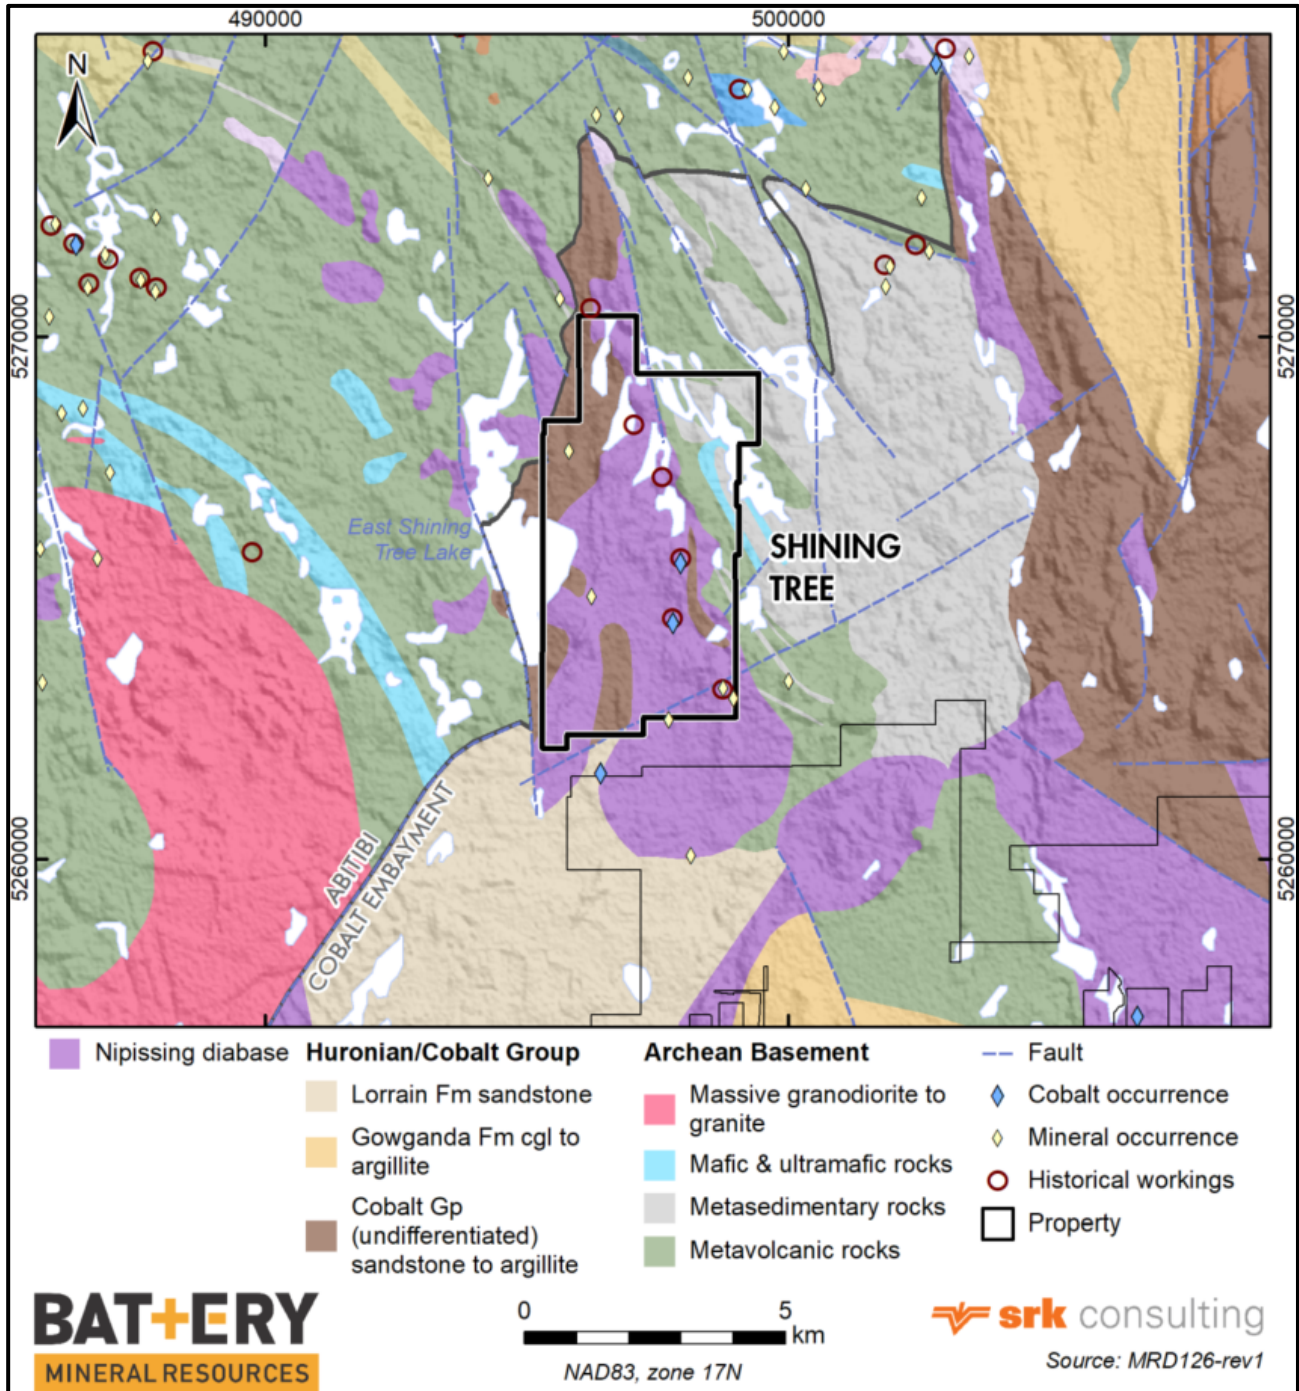 490000
500000
N
5270000
5270000
East Shining
Tree Lake
SHINING
TREE
5260000
5260000
ABITIBI
COBALT EMBAYMENT
Nipissing diabase
Huronian/Cobalt Group
Lorrain Fm sandstone
Gowganda Fm cgl to
argillite
Cobalt Gp
(undifferentiated)
sandstone to argillite
Archean Basement
Massive granodiorite to
granite
Mafic & ultramafic rocks
Metasedimentary rocks
Metavolcanic rocks
Fault
Cobalt occurrence
Mineral occurrence
Historical workings
Property
BATTERY
MINERAL RESOURCES
0 5
km
NAD83, zone 17N
srk consulting
Source: MRD126-rev1